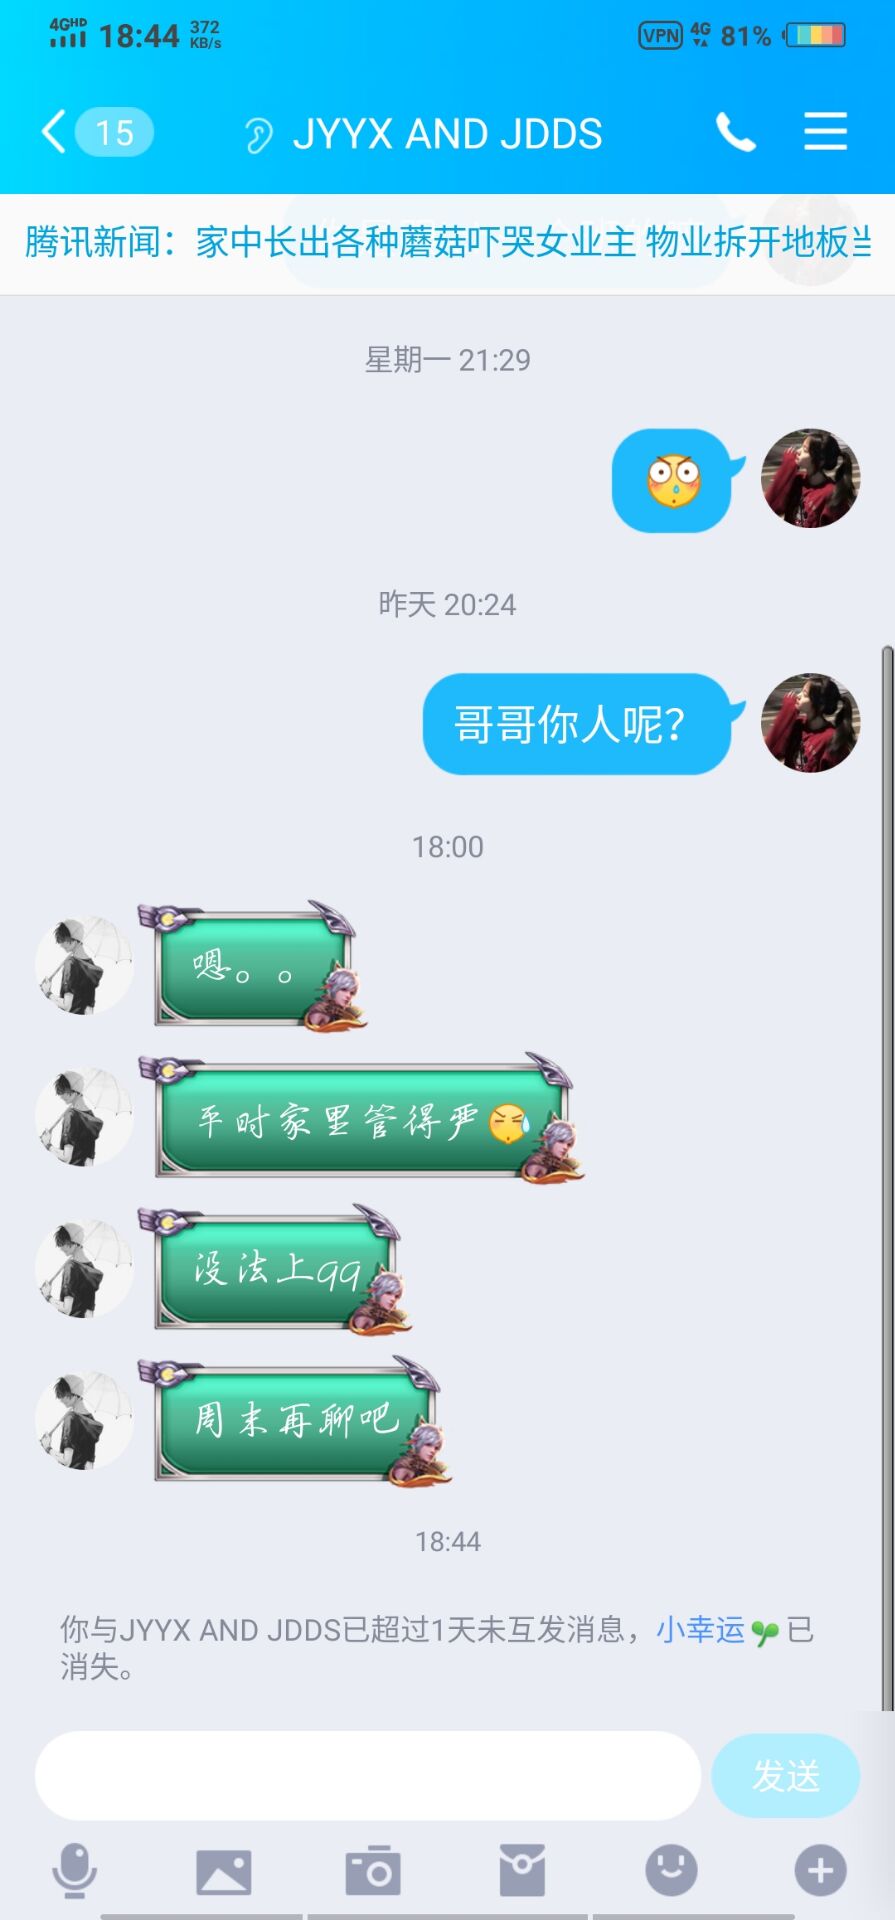 4GHD 18:44 372 KB/s VPN 4G 81%
15 JYYX AND JDDS
腾讯新闻：家中长出各种蘑菇吓哭女业主 物业拆开地板当
星期一 21:29
昨天 20:24
哥哥你人呢？
18:00
嗯。。
平时家里管得严
没法上qq
周末再聊吧
18:44
你与JYYX AND JDDS已超过1天未互发消息，小幸运已
消失。
发送